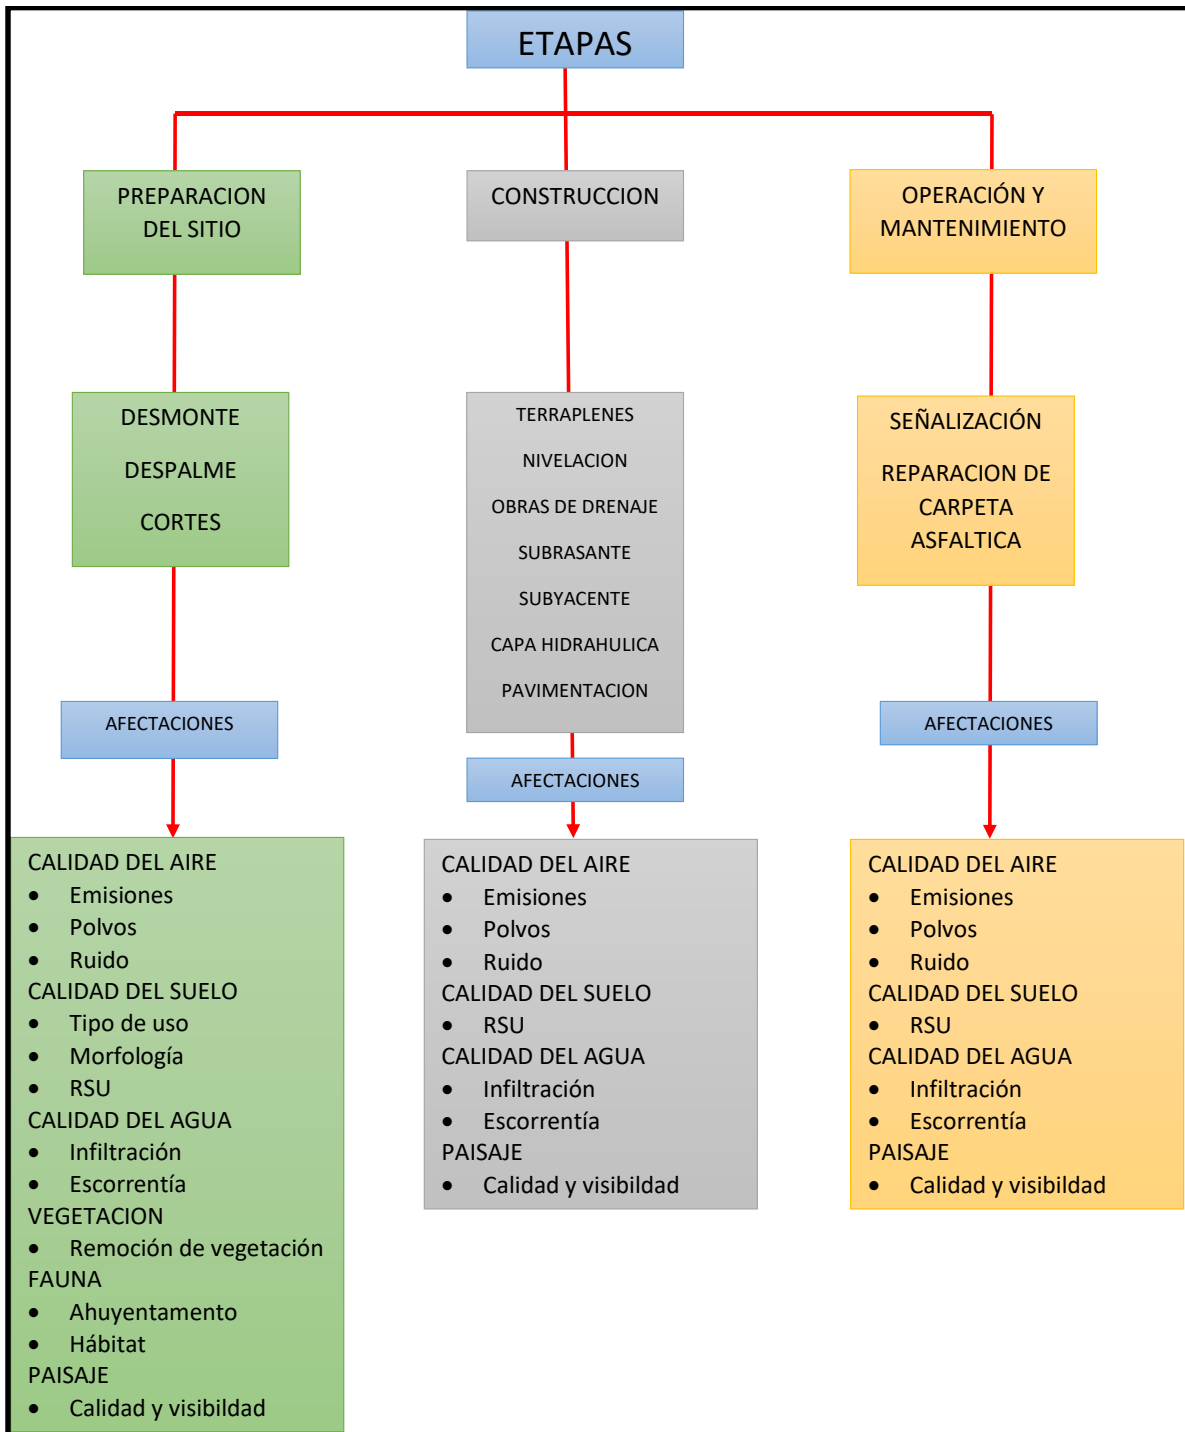 ETAPAS
PREPARACION
DEL SITIO
CONSTRUCCION
OPERACIÓN Y
MANTENIMIENTO
DESMONTE
DESPALME
CORTES
TERRAPLENES
NIVELACION
OBRAS DE DRENAJE
SUBRASANTE
SUBYACENTE
CAPA HIDRAHULICA
PAVIMENTACION
SEÑALIZACIÓN
REPARACION DE
CARPETA
ASFALTICA
AFECTACIONES
AFECTACIONES
AFECTACIONES
CALIDAD DEL AIRE
• Emisiones
• Polvos
• Ruido
CALIDAD DEL SUELO
• Tipo de uso
• Morfología
• RSU
CALIDAD DEL AGUA
• Infiltración
• Escorrentía
VEGETACION
• Remoción de vegetación
FAUNA
• Ahuyentamento
• Hábitat
PAISAJE
• Calidad y visibildad
CALIDAD DEL AIRE
• Emisiones
• Polvos
• Ruido
CALIDAD DEL SUELO
• RSU
CALIDAD DEL AGUA
• Infiltración
• Escorrentía
PAISAJE
• Calidad y visibildad
CALIDAD DEL AIRE
• Emisiones
• Polvos
• Ruido
CALIDAD DEL SUELO
• RSU
CALIDAD DEL AGUA
• Infiltración
• Escorrentía
PAISAJE
• Calidad y visibildad